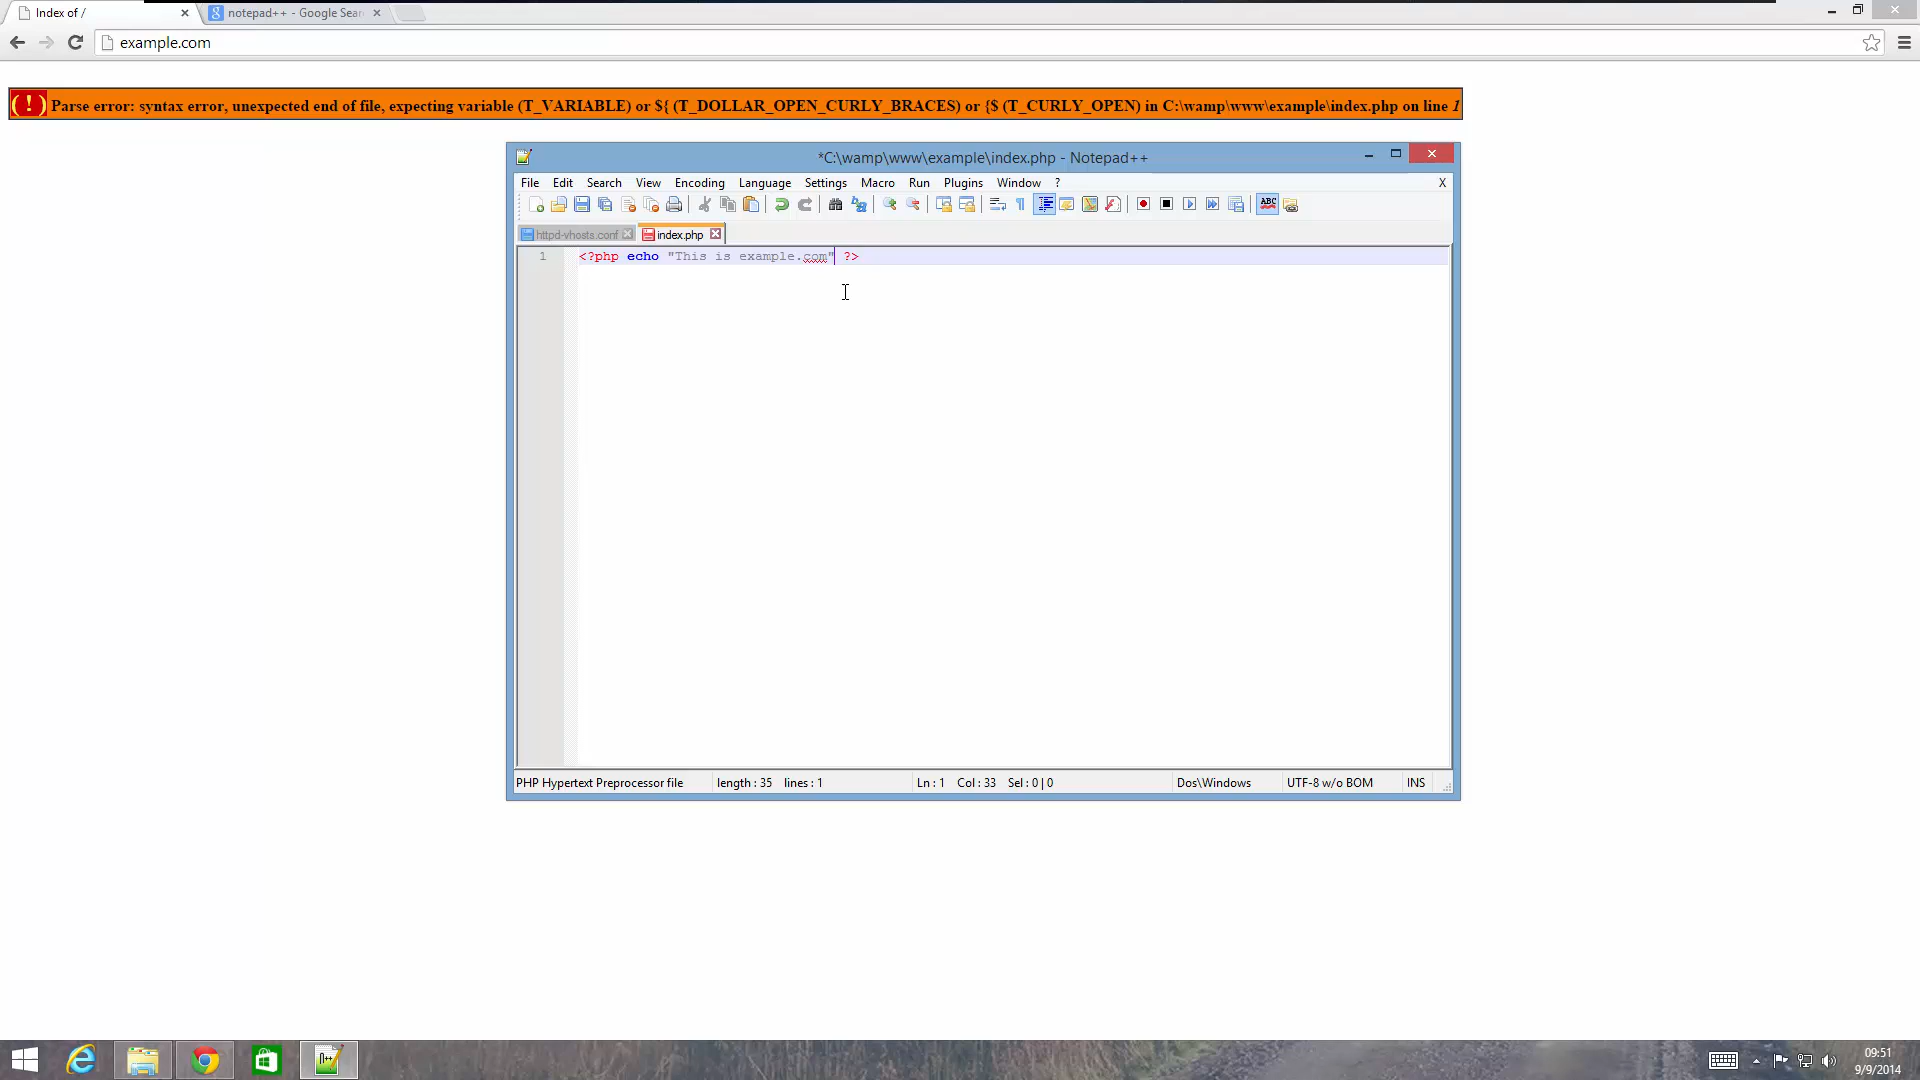 Index of /
notepad++ - Google Sear
example.com
( ! ) Parse error: syntax error, unexpected end of file, expecting variable (T_VARIABLE) or ${ (T_DOLLAR_OPEN_CURLY_BRACES) or {$ (T_CURLY_OPEN) in C:\wamp\www\example\index.php on line 1
*C:\wamp\www\example\index.php - Notepad++
File Edit Search View Encoding Language Settings Macro Run Plugins Window ? X
httpd-vhosts.conf index.php
1 <?php echo "This is example.com" ?>
PHP Hypertext Preprocessor file length : 35 lines : 1 Ln : 1 Col : 33 Sel : 0 | 0 Dos\Windows UTF-8 w/o BOM INS
09:51
9/9/2014